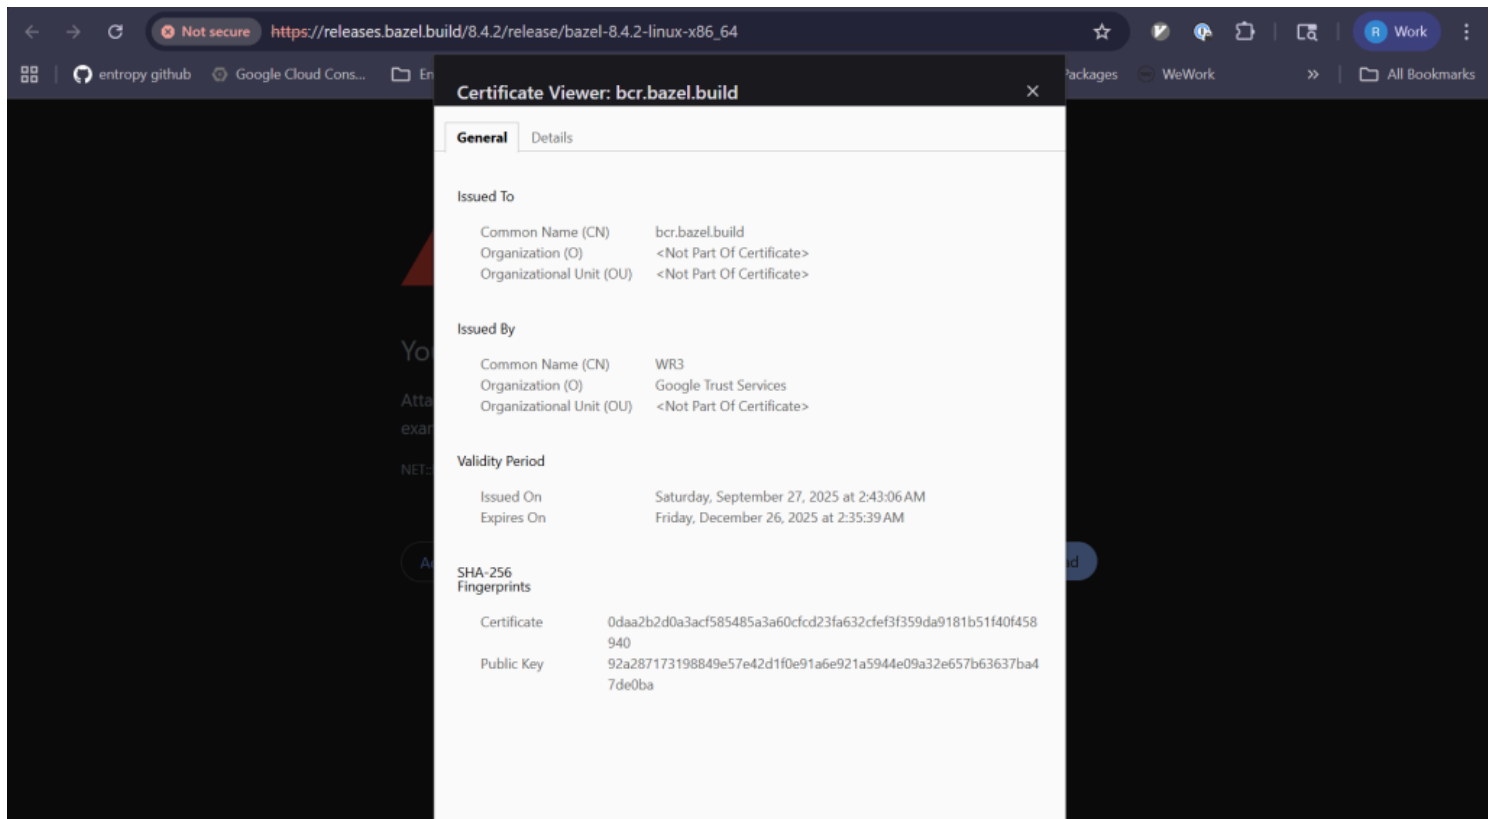 Not secure https://releases.bazel.build/8.4.2/release/bazel-8.4.2-linux-x86_64
R Work
entropy github Google Cloud Cons... En
Packages WeWork » All Bookmarks
Certificate Viewer: bcr.bazel.build
General Details
Issued To
Common Name (CN) bcr.bazel.build
Organization (O) <Not Part Of Certificate>
Organizational Unit (OU) <Not Part Of Certificate>
Issued By
Common Name (CN) WR3
Organization (O) Google Trust Services
Organizational Unit (OU) <Not Part Of Certificate>
Validity Period
Issued On Saturday, September 27, 2025 at 2:43:06 AM
Expires On Friday, December 26, 2025 at 2:35:39 AM
SHA-256
Fingerprints
Certificate 0daa2b2d0a3acf585485a3a60cfcd23fa632cfef3f359da9181b51f40f458
940
Public Key 92a287173198849e57e42d1f0e91a6e921a5944e09a32e657b63637ba4
7de0ba
You
Atta
exam
NET::